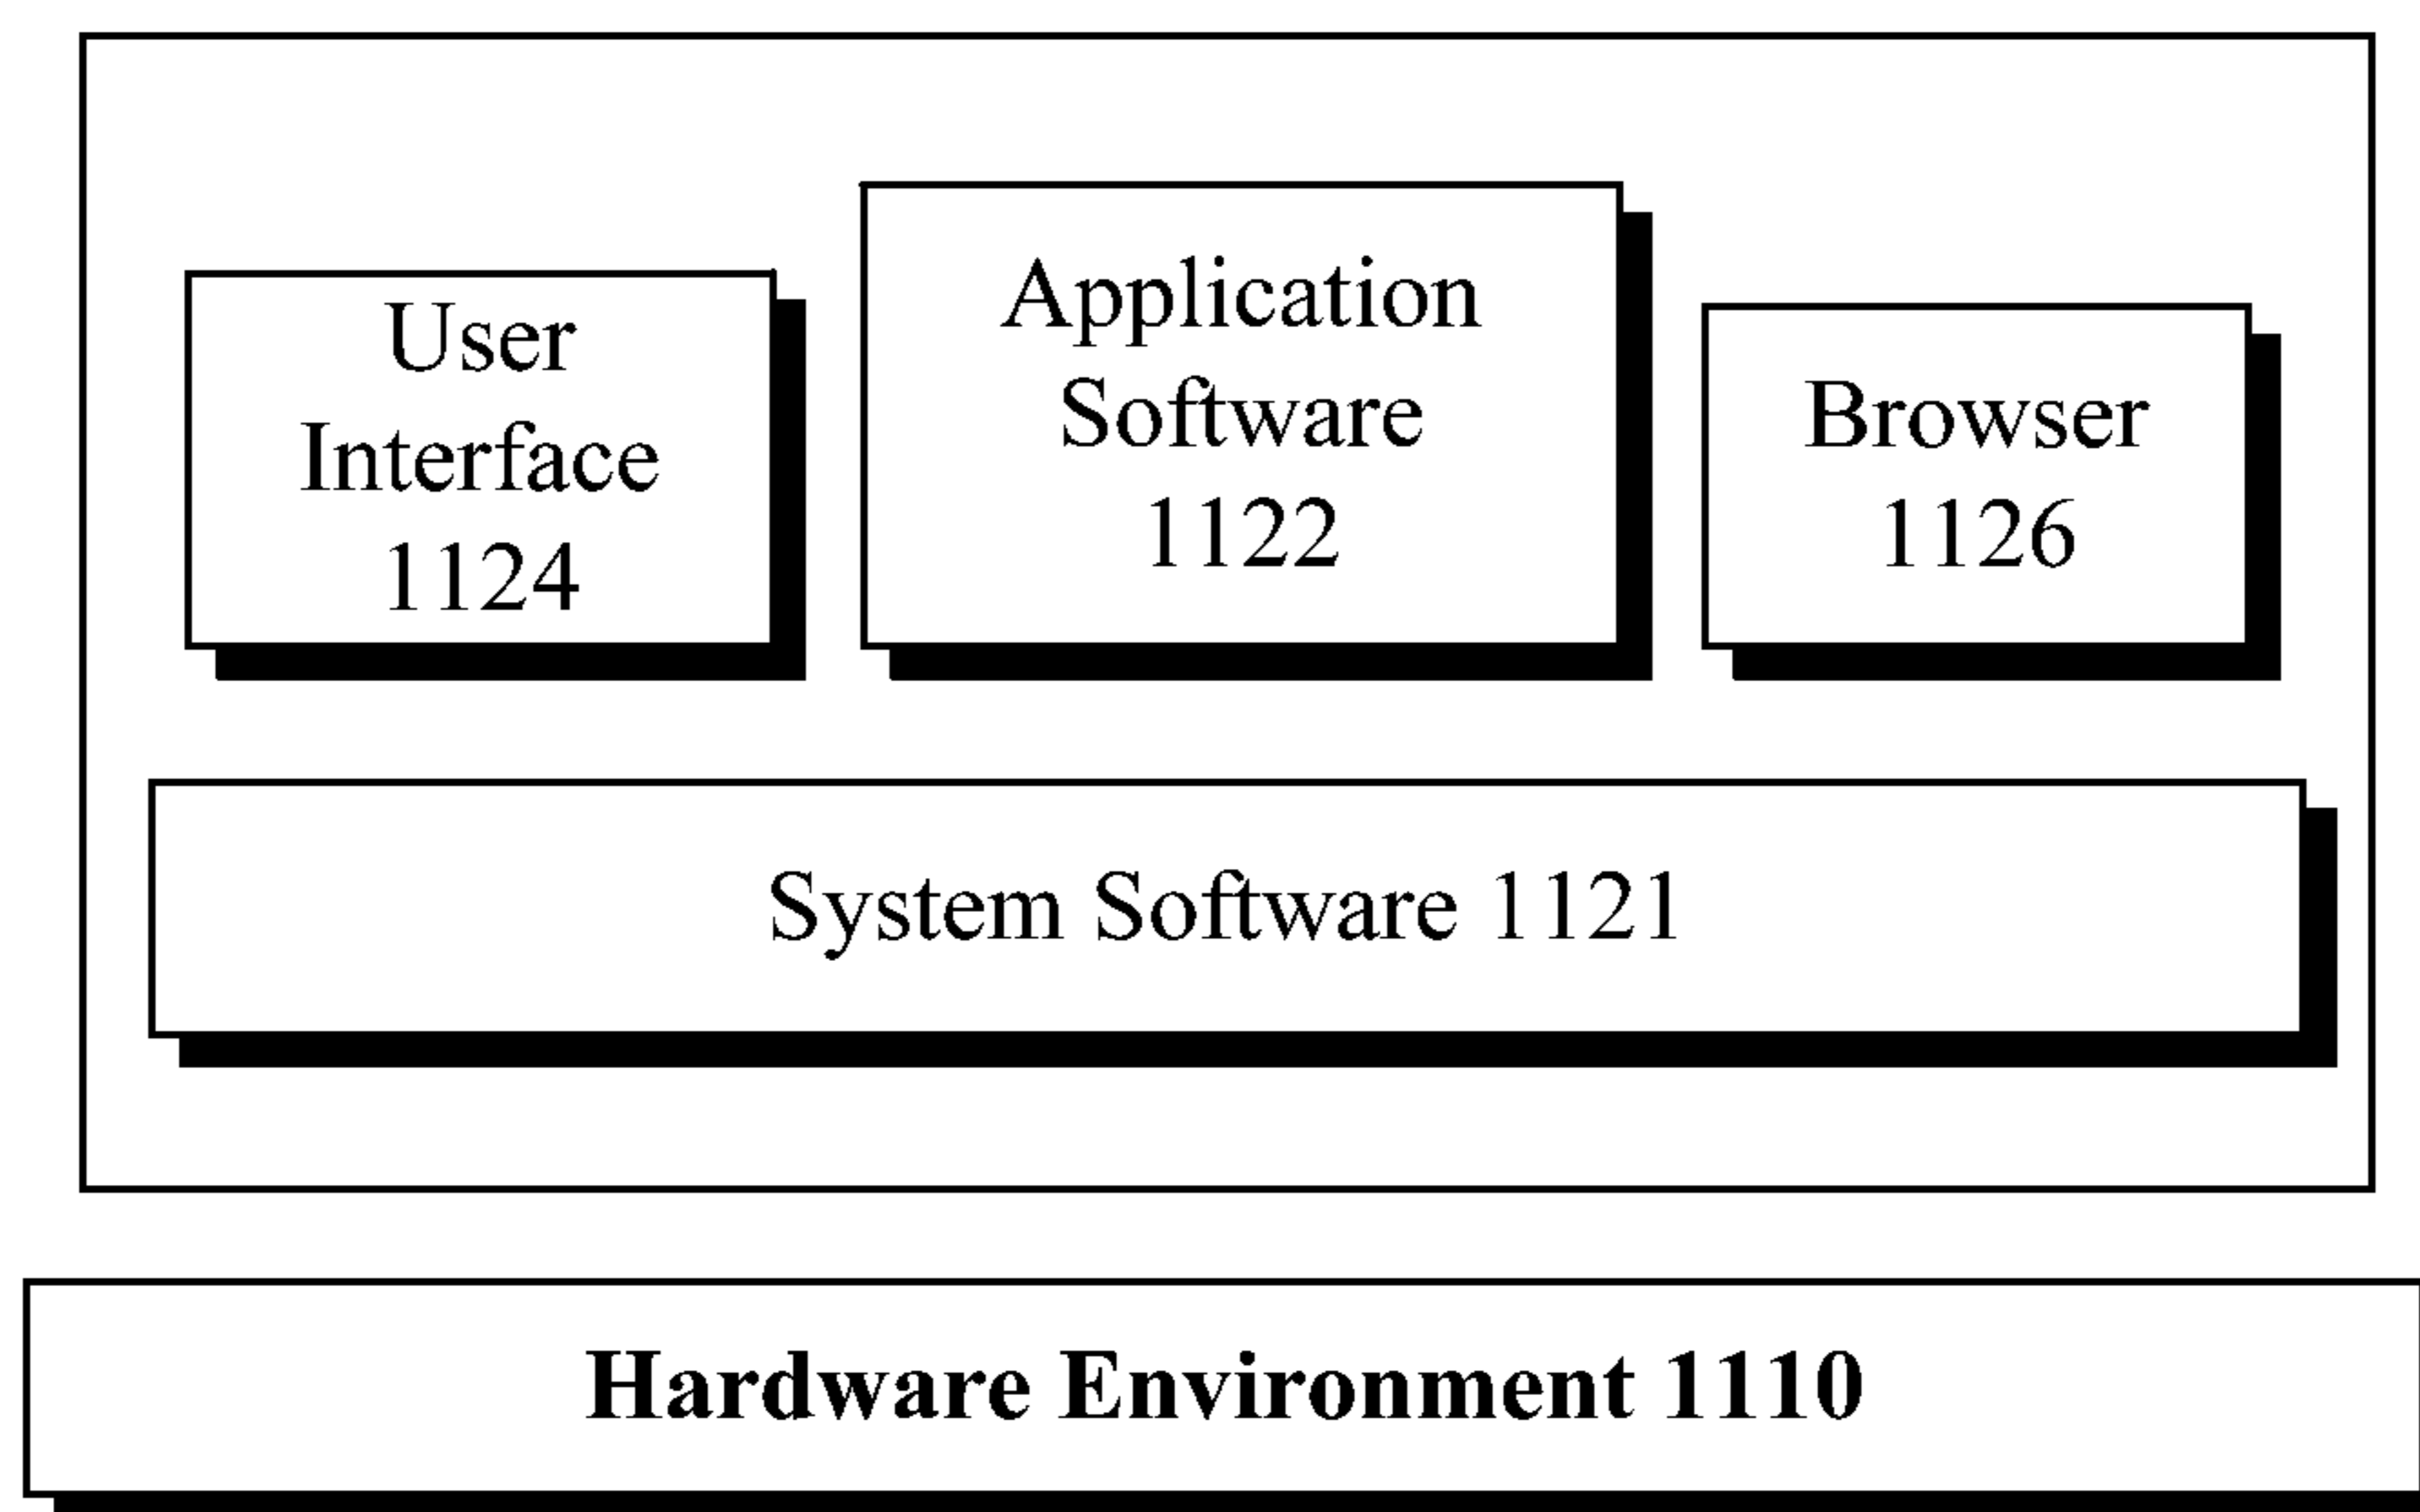 User
Interface
1124
Application
Software
1122
Browser
1126
System Software 1121
Hardware Environment 1110